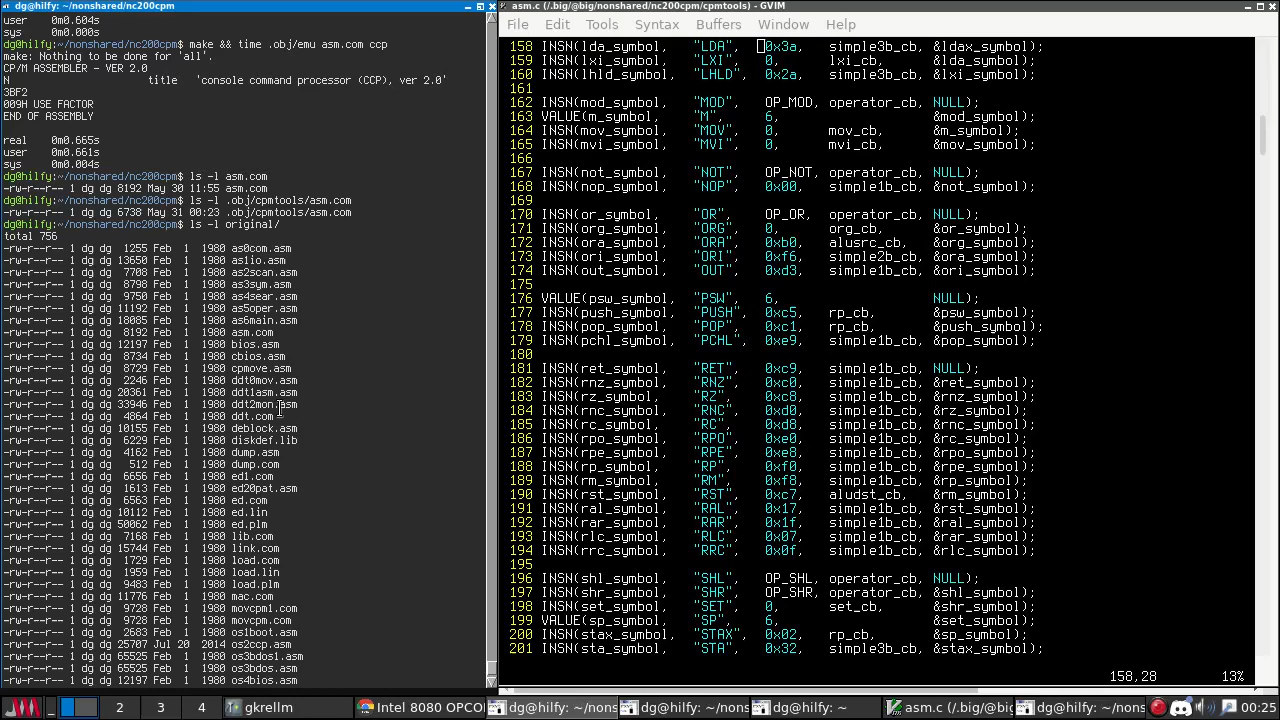 dg@hilfy: ~/nonshared/nc200cpm
user    0m0.604s
sys     0m0.000s
dg@hilfy:~/nonshared/nc200cpm$ make && time .obj/emu asm.com ccp
make: Nothing to be done for 'all'.
CP/M ASSEMBLER - VER 2.0
N                       title   'console command processor (CCP), ver 2.0'
3BF2
009H USE FACTOR
END OF ASSEMBLY
real    0m0.665s
user    0m0.661s
sys     0m0.004s
dg@hilfy:~/nonshared/nc200cpm$ ls -l asm.com
-rw-r--r-- 1 dg dg 8192 May 30 11:55 asm.com
dg@hilfy:~/nonshared/nc200cpm$ ls -l .obj/cpmtools/asm.com
-rw-r--r-- 1 dg dg 6738 May 31 00:23 .obj/cpmtools/asm.com
dg@hilfy:~/nonshared/nc200cpm$ ls -l original/
total 756
-rw-r--r-- 1 dg dg  1255 Feb  1  1980 as0com.asm
-rw-r--r-- 1 dg dg 13650 Feb  1  1980 as1io.asm
-rw-r--r-- 1 dg dg  7708 Feb  1  1980 as2scan.asm
-rw-r--r-- 1 dg dg  8798 Feb  1  1980 as3sym.asm
-rw-r--r-- 1 dg dg  9750 Feb  1  1980 as4sear.asm
-rw-r--r-- 1 dg dg 11192 Feb  1  1980 as5oper.asm
-rw-r--r-- 1 dg dg 18085 Feb  1  1980 as6main.asm
-rw-r--r-- 1 dg dg  8192 Feb  1  1980 asm.com
-rw-r--r-- 1 dg dg 12197 Feb  1  1980 bios.asm
-rw-r--r-- 1 dg dg  8734 Feb  1  1980 cbios.asm
-rw-r--r-- 1 dg dg  8729 Feb  1  1980 cpmove.asm
-rw-r--r-- 1 dg dg  2246 Feb  1  1980 ddt0mov.asm
-rw-r--r-- 1 dg dg 20361 Feb  1  1980 ddt1asm.asm
-rw-r--r-- 1 dg dg 33946 Feb  1  1980 ddt2mon.asm
-rw-r--r-- 1 dg dg  4864 Feb  1  1980 ddt.com
-rw-r--r-- 1 dg dg 10155 Feb  1  1980 deblock.asm
-rw-r--r-- 1 dg dg  6229 Feb  1  1980 diskdef.lib
-rw-r--r-- 1 dg dg  4162 Feb  1  1980 dump.asm
-rw-r--r-- 1 dg dg   512 Feb  1  1980 dump.com
-rw-r--r-- 1 dg dg  6656 Feb  1  1980 ed1.com
-rw-r--r-- 1 dg dg  1613 Feb  1  1980 ed20pat.asm
-rw-r--r-- 1 dg dg  6563 Feb  1  1980 ed.com
-rw-r--r-- 1 dg dg 10112 Feb  1  1980 ed.lin
-rw-r--r-- 1 dg dg 50062 Feb  1  1980 ed.plm
-rw-r--r-- 1 dg dg  7168 Feb  1  1980 lib.com
-rw-r--r-- 1 dg dg 15744 Feb  1  1980 link.com
-rw-r--r-- 1 dg dg  1729 Feb  1  1980 load.com
-rw-r--r-- 1 dg dg  1959 Feb  1  1980 load.lin
-rw-r--r-- 1 dg dg  9483 Feb  1  1980 load.plm
-rw-r--r-- 1 dg dg 11776 Feb  1  1980 mac.com
-rw-r--r-- 1 dg dg  9728 Feb  1  1980 movcpm1.com
-rw-r--r-- 1 dg dg  9728 Feb  1  1980 movcpm.com
-rw-r--r-- 1 dg dg  2683 Feb  1  1980 os1boot.asm
-rw-r--r-- 1 dg dg 25707 Jul 20  2014 os2ccp.asm
-rw-r--r-- 1 dg dg 65525 Feb  1  1980 os3bdos1.asm
-rw-r--r-- 1 dg dg 65525 Feb  1  1980 os3bdos.asm
-rw-r--r-- 1 dg dg 12197 Feb  1  1980 os4bios.asm
asm.c (/.big/@/big/nonshared/nc200cpm/cpmtools) - GVIM
File Edit Tools Syntax Buffers Window Help
158 INSN(lda_symbol,   "LDA",   0x3a,   simple3b_cb, &ldax_symbol);
159 INSN(lxi_symbol,   "LXI",   0,      lxi_cb,      &lda_symbol);
160 INSN(lhld_symbol,  "LHLD",  0x2a,   simple3b_cb, &lxi_symbol);
161
162 INSN(mod_symbol,   "MOD",   OP_MOD, operator_cb, NULL);
163 VALUE(m_symbol,    "M",     6,                   &mod_symbol);
164 INSN(mov_symbol,   "MOV",   0,      mov_cb,      &m_symbol);
165 INSN(mvi_symbol,   "MVI",   0,      mvi_cb,      &mov_symbol);
166
167 INSN(not_symbol,   "NOT",   OP_NOT, operator_cb, NULL);
168 INSN(nop_symbol,   "NOP",   0x00,   simple1b_cb, &not_symbol);
169
170 INSN(or_symbol,    "OR",    OP_OR,  operator_cb, NULL);
171 INSN(org_symbol,   "ORG",   0,      org_cb,      &or_symbol);
172 INSN(ora_symbol,   "ORA",   0xb0,   alusrc_cb,   &org_symbol);
173 INSN(ori_symbol,   "ORI",   0xf6,   simple2b_cb, &ora_symbol);
174 INSN(out_symbol,   "OUT",   0xd3,   simple2b_cb, &ori_symbol);
175
176 VALUE(psw_symbol,  "PSW",   6,                   NULL);
177 INSN(push_symbol,  "PUSH",  0xc5,   rp_cb,       &psw_symbol);
178 INSN(pop_symbol,   "POP",   0xc1,   rp_cb,       &push_symbol);
179 INSN(pchl_symbol,  "PCHL",  0xe9,   simple1b_cb, &pop_symbol);
180
181 INSN(ret_symbol,   "RET",   0xc9,   simple1b_cb, NULL);
182 INSN(rnz_symbol,   "RNZ",   0xc0,   simple1b_cb, &ret_symbol);
183 INSN(rz_symbol,    "RZ",    0xc8,   simple1b_cb, &rnz_symbol);
184 INSN(rnc_symbol,   "RNC",   0xd0,   simple1b_cb, &rz_symbol);
185 INSN(rc_symbol,    "RC",    0xd8,   simple1b_cb, &rnc_symbol);
186 INSN(rpo_symbol,   "RPO",   0xe0,   simple1b_cb, &rc_symbol);
187 INSN(rpe_symbol,   "RPE",   0xe8,   simple1b_cb, &rpo_symbol);
188 INSN(rp_symbol,    "RP",    0xf0,   simple1b_cb, &rpe_symbol);
189 INSN(rm_symbol,    "RM",    0xf8,   simple1b_cb, &rp_symbol);
190 INSN(rst_symbol,   "RST",   0xc7,   aludst_cb,   &rm_symbol);
191 INSN(ral_symbol,   "RAL",   0x17,   simple1b_cb, &rst_symbol);
192 INSN(rar_symbol,   "RAR",   0x1f,   simple1b_cb, &ral_symbol);
193 INSN(rlc_symbol,   "RLC",   0x07,   simple1b_cb, &rar_symbol);
194 INSN(rrc_symbol,   "RRC",   0x0f,   simple1b_cb, &rlc_symbol);
195
196 INSN(shl_symbol,   "SHL",   OP_SHL, operator_cb, NULL);
197 INSN(shr_symbol,   "SHR",   OP_SHR, operator_cb, &shl_symbol);
198 INSN(set_symbol,   "SET",   0,      set_cb,      &shr_symbol);
199 VALUE(sp_symbol,   "SP",    6,                   &set_symbol);
200 INSN(stax_symbol,  "STAX",  0x02,   rp_cb,       &sp_symbol);
201 INSN(sta_symbol,   "STA",   0x32,   simple3b_cb, &stax_symbol);
158,28 13%
2 3 4 gkrellm Intel 8080 OPCO dg@hilfy: ~/nons dg@hilfy: ~/nons dg@hilfy: ~ asm.c (/.big/@/big dg@hilfy: ~/nons 00:25